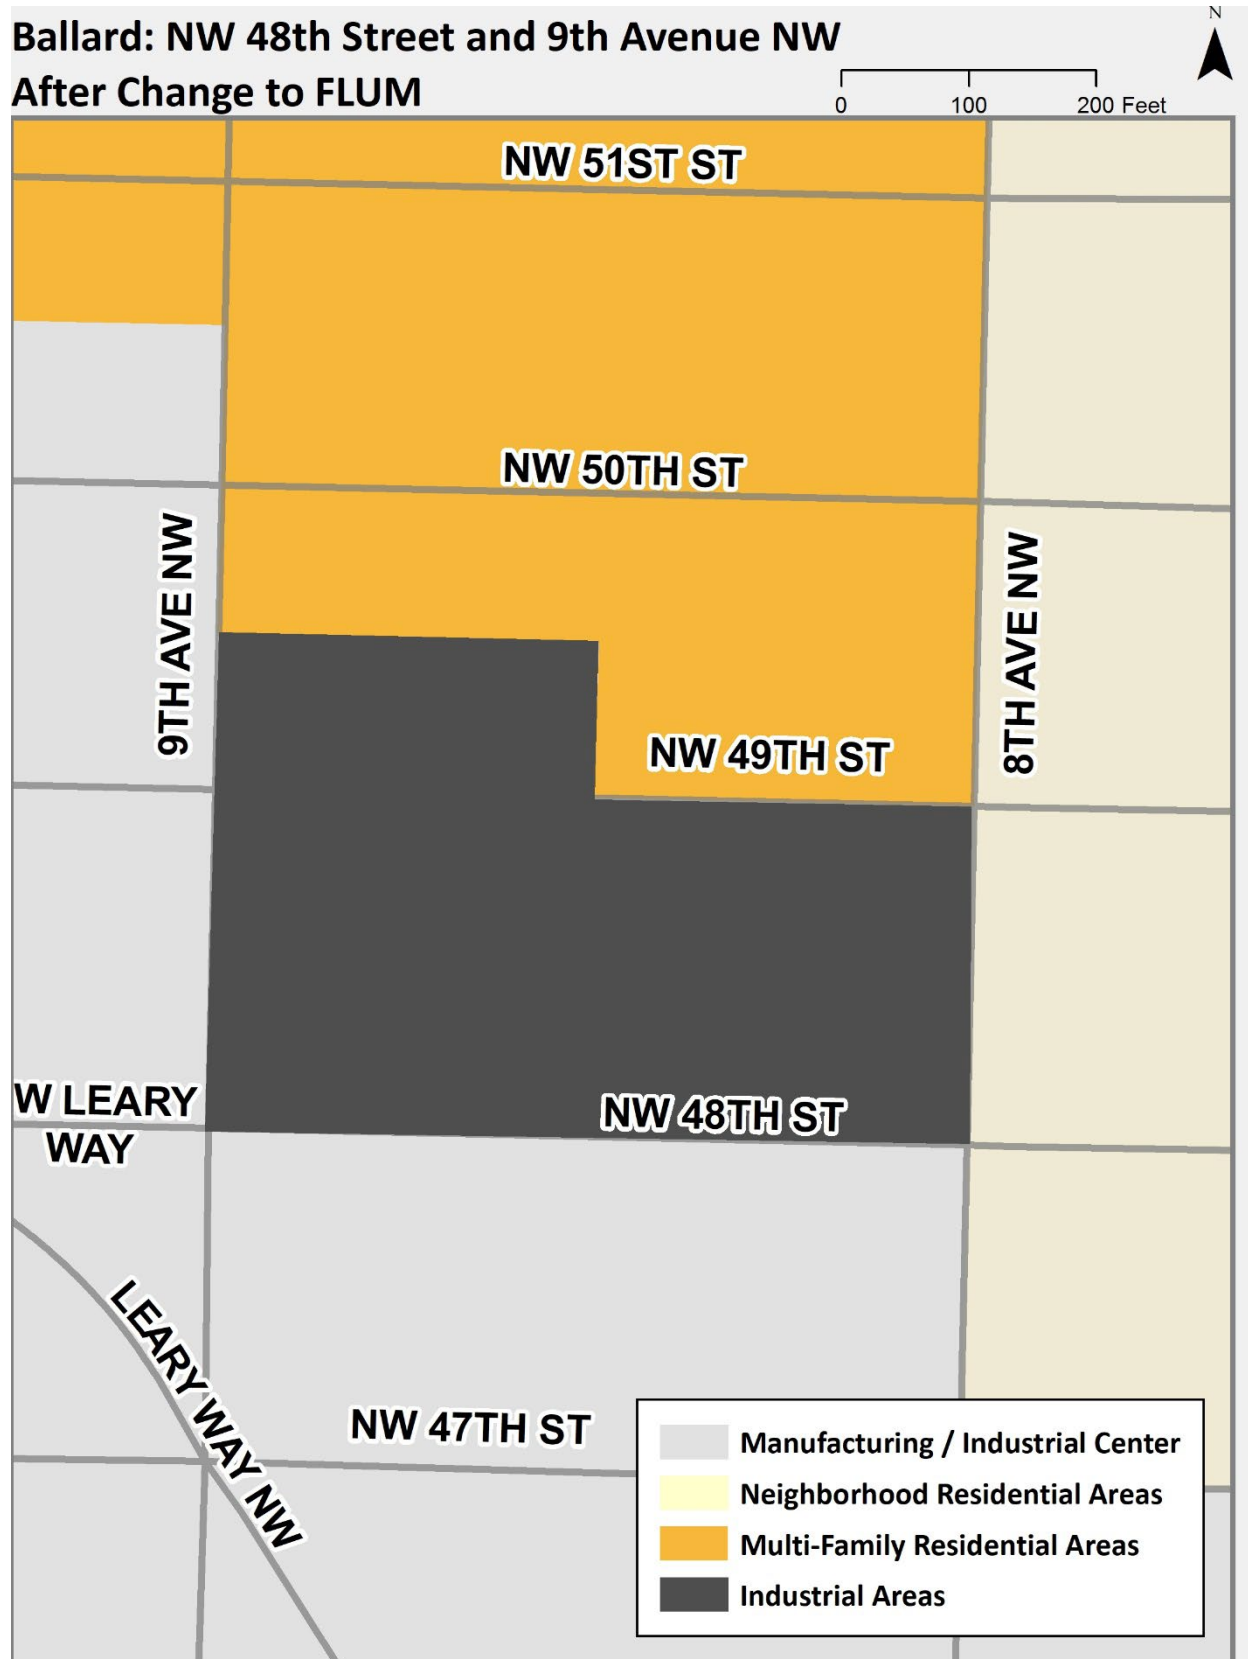 Ballard: NW 48th Street and 9th Avenue NW
After Change to FLUM
N
0 100 200 Feet
NW 51ST ST
NW 50TH ST
9TH AVE NW
8TH AVE NW
NW 49TH ST
W LEARY
WAY
NW 48TH ST
LEARY WAY NW
NW 47TH ST
Manufacturing / Industrial Center
Neighborhood Residential Areas
Multi-Family Residential Areas
Industrial Areas